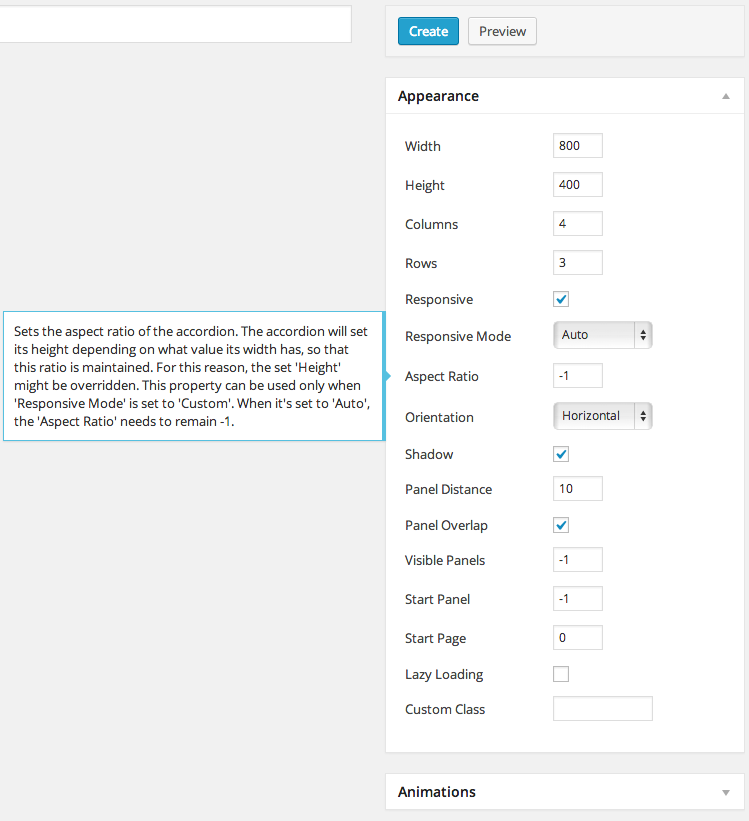 Create Preview
Appearance
Width 800
Height 400
Columns 4
Rows 3
Responsive
Responsive Mode Auto
Sets the aspect ratio of the accordion. The accordion will set
its height depending on what value its width has, so that
this ratio is maintained. For this reason, the set 'Height'
might be overridden. This property can be used only when
'Responsive Mode' is set to 'Custom'. When it's set to 'Auto',
the 'Aspect Ratio' needs to remain -1.
Aspect Ratio -1
Orientation Horizontal
Shadow
Panel Distance 10
Panel Overlap
Visible Panels -1
Start Panel -1
Start Page 0
Lazy Loading
Custom Class
Animations